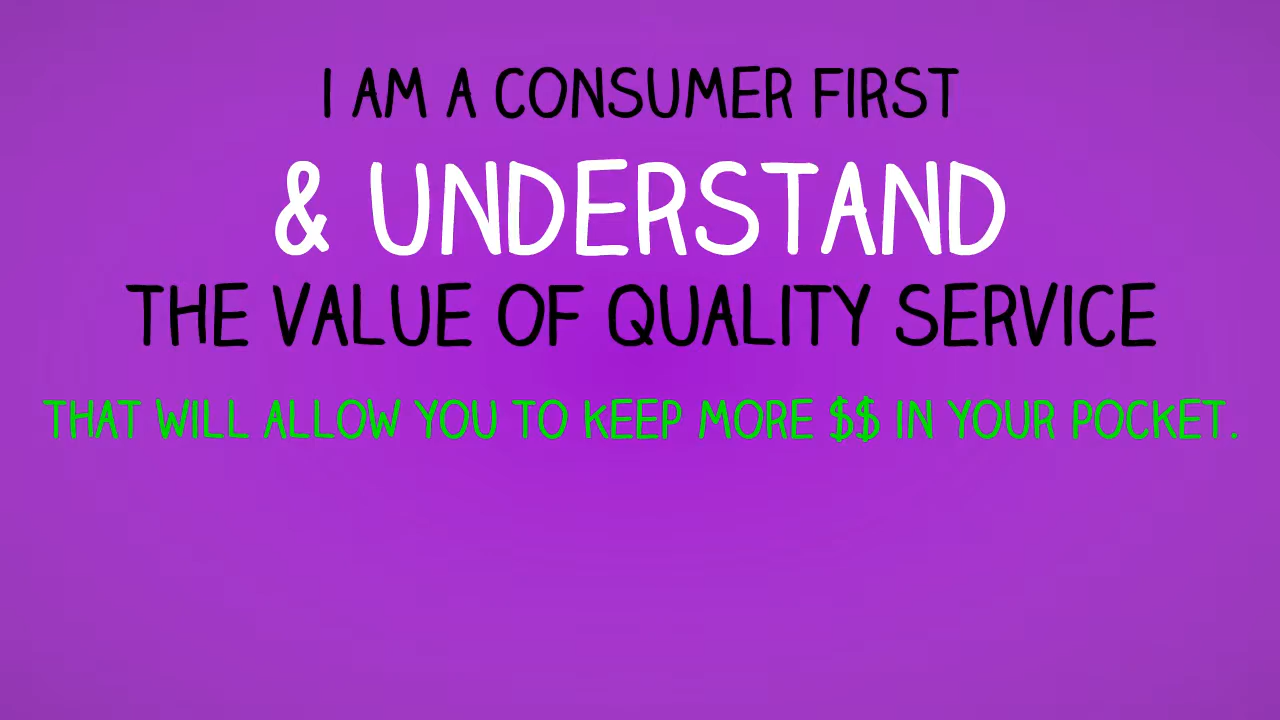 I AM A CONSUMER FIRST
& UNDERSTAND
THE VALUE OF QUALITY SERVICE
THAT WILL ALLOW YOU TO KEEP MORE $$ IN YOUR POCKET.